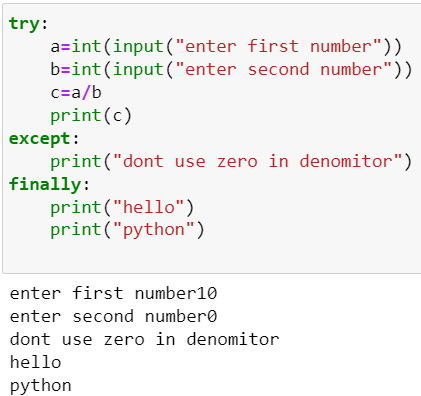 try:
    a=int(input("enter first number"))
    b=int(input("enter second number"))
    c=a/b
    print(c)
except:
    print("dont use zero in denomitor")
finally:
    print("hello")
    print("python")
enter first number10
enter second number0
dont use zero in denomitor
hello
python